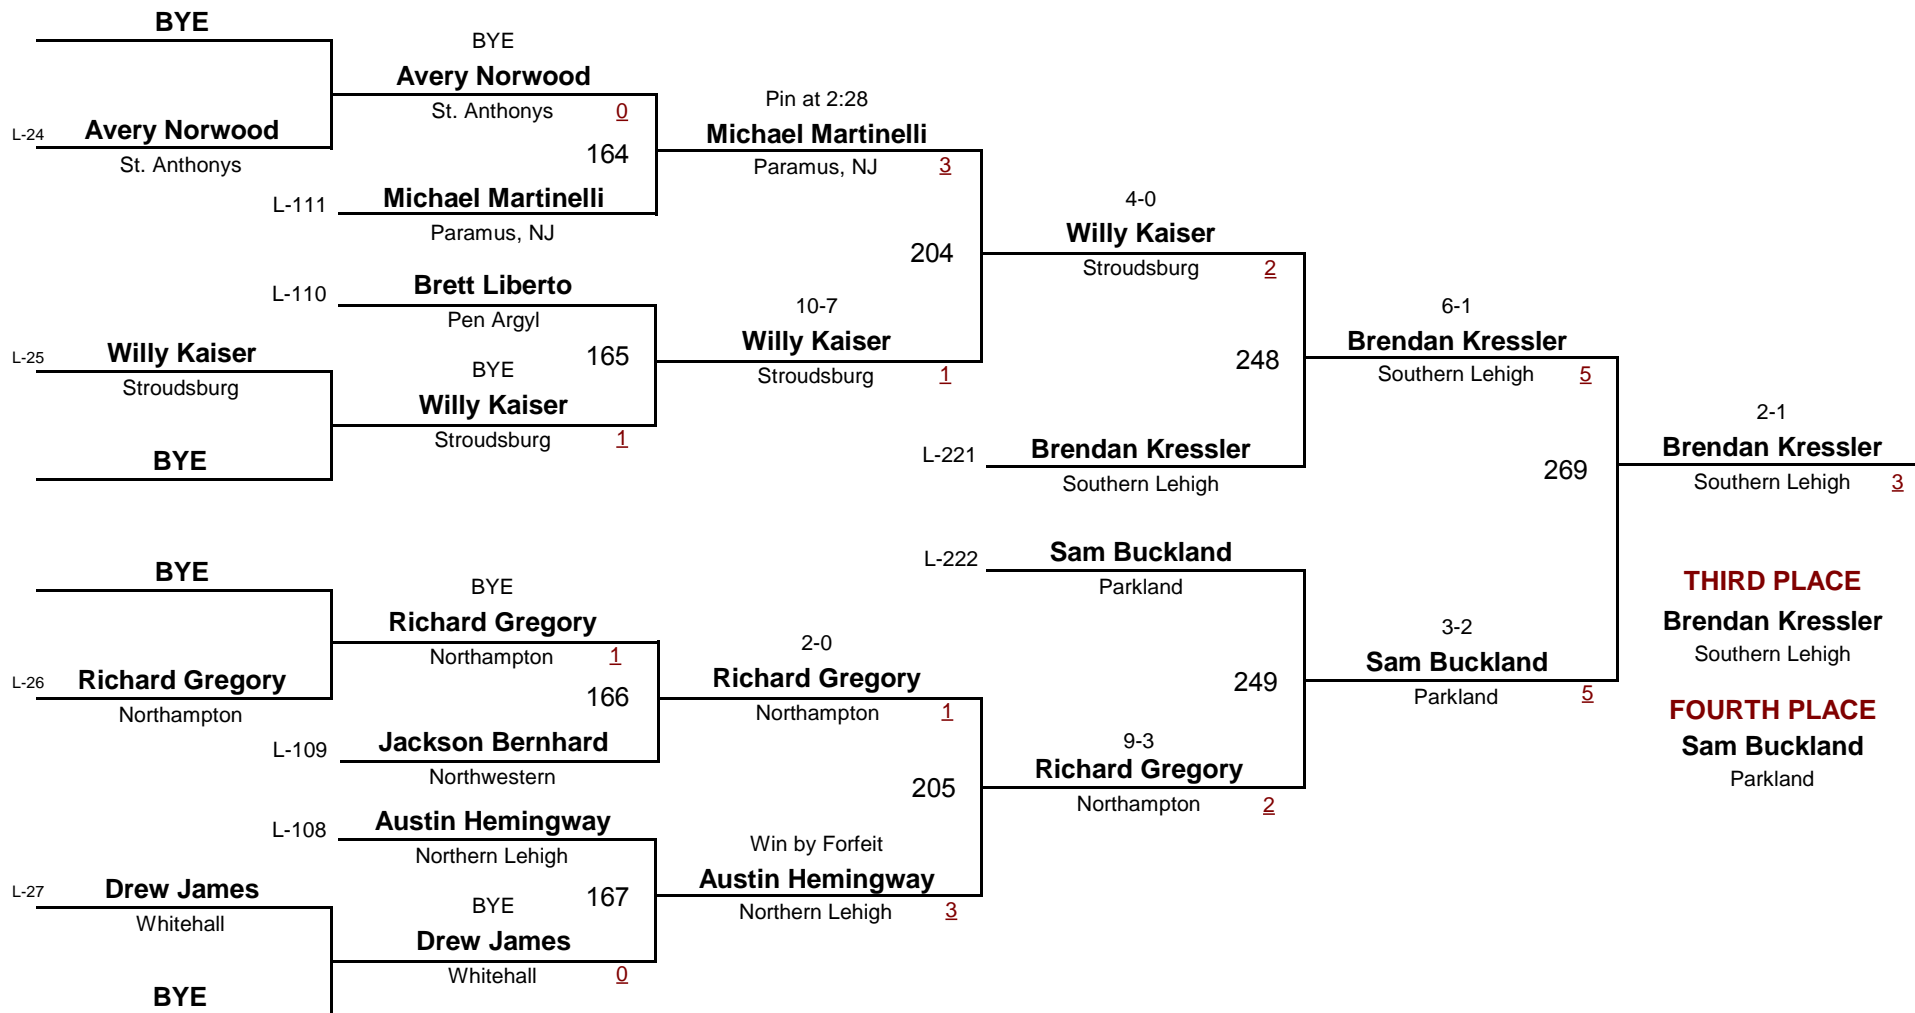 BYE
BYE
Avery Norwood
St. Anthonys 0
L-24 Avery Norwood
St. Anthonys
164
Pin at 2:28
Michael Martinelli
Paramus, NJ 3
L-111 Michael Martinelli
Paramus, NJ
204
4-0
Willy Kaiser
Stroudsburg 2
L-110 Brett Liberto
Pen Argyl
10-7
Willy Kaiser
Stroudsburg 1
L-25 Willy Kaiser
Stroudsburg
165
BYE
Willy Kaiser
Stroudsburg 1
BYE
248
6-1
Brendan Kressler
Southern Lehigh 5
L-221 Brendan Kressler
Southern Lehigh
269
2-1
Brendan Kressler
Southern Lehigh 3
BYE
BYE
Richard Gregory
Northampton 1
L-26 Richard Gregory
Northampton
166
2-0
Richard Gregory
Northampton 1
L-109 Jackson Bernhard
Northwestern
L-222 Sam Buckland
Parkland
249
3-2
Sam Buckland
Parkland 5
205
9-3
Richard Gregory
Northampton 2
L-108 Austin Hemingway
Northern Lehigh
Win by Forfeit
Austin Hemingway
Northern Lehigh 3
L-27 Drew James
Whitehall
167
BYE
Drew James
Whitehall 0
BYE
THIRD PLACE
Brendan Kressler
Southern Lehigh
FOURTH PLACE
Sam Buckland
Parkland